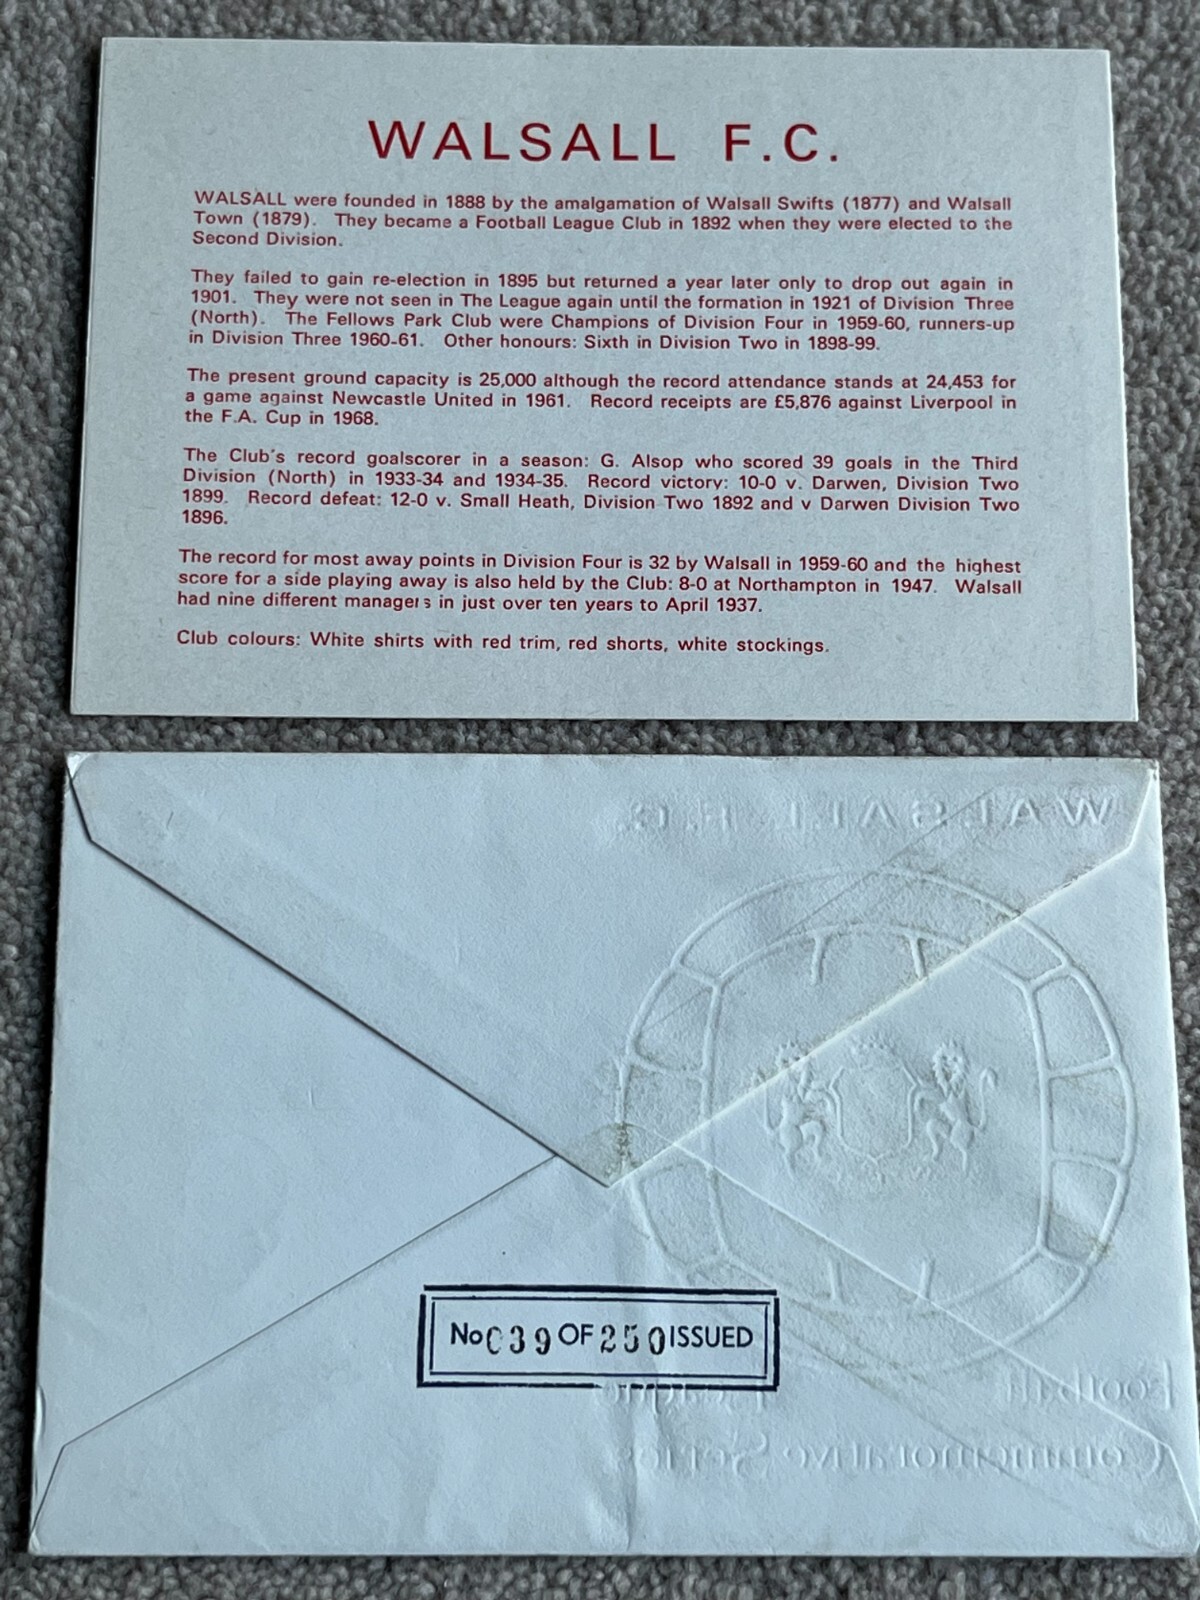 WALSALL F.C.
WALSALL were founded in 1888 by the amalgamation of Walsall Swifts (1877) and Walsall
Town (1879). They became a Football League Club in 1892 when they were elected to the
Second Division.
They failed to gain re-election in 1895 but returned a year later only to drop out again in
1901. They were not seen in The League again until the formation in 1921 of Division Three
(North). The Fellows Park Club were Champions of Division Four in 1959-60, runners-up
in Division Three 1960-61. Other honours: Sixth in Division Two in 1898-99.
The present ground capacity is 25,000 although the record attendance stands at 24,453 for
a game against Newcastle United in 1961. Record receipts are £5,876 against Liverpool in
the F.A. Cup in 1968.
The Club's record goalscorer in a season: G. Alsop who scored 39 goals in the Third
Division (North) in 1933-34 and 1934-35. Record victory: 10-0 v. Darwen, Division Two
1899. Record defeat: 12-0 v. Small Heath, Division Two 1892 and v Darwen Division Two
1896.
The record for most away points in Division Four is 32 by Walsall in 1959-60 and the highest
score for a side playing away is also held by the Club: 8-0 at Northampton in 1947. Walsall
had nine different managers in just over ten years to April 1937.
Club colours: White shirts with red trim, red shorts, white stockings.
WALSALL F.C.
No 039 OF 250 ISSUED
Football League
Commemorative Series